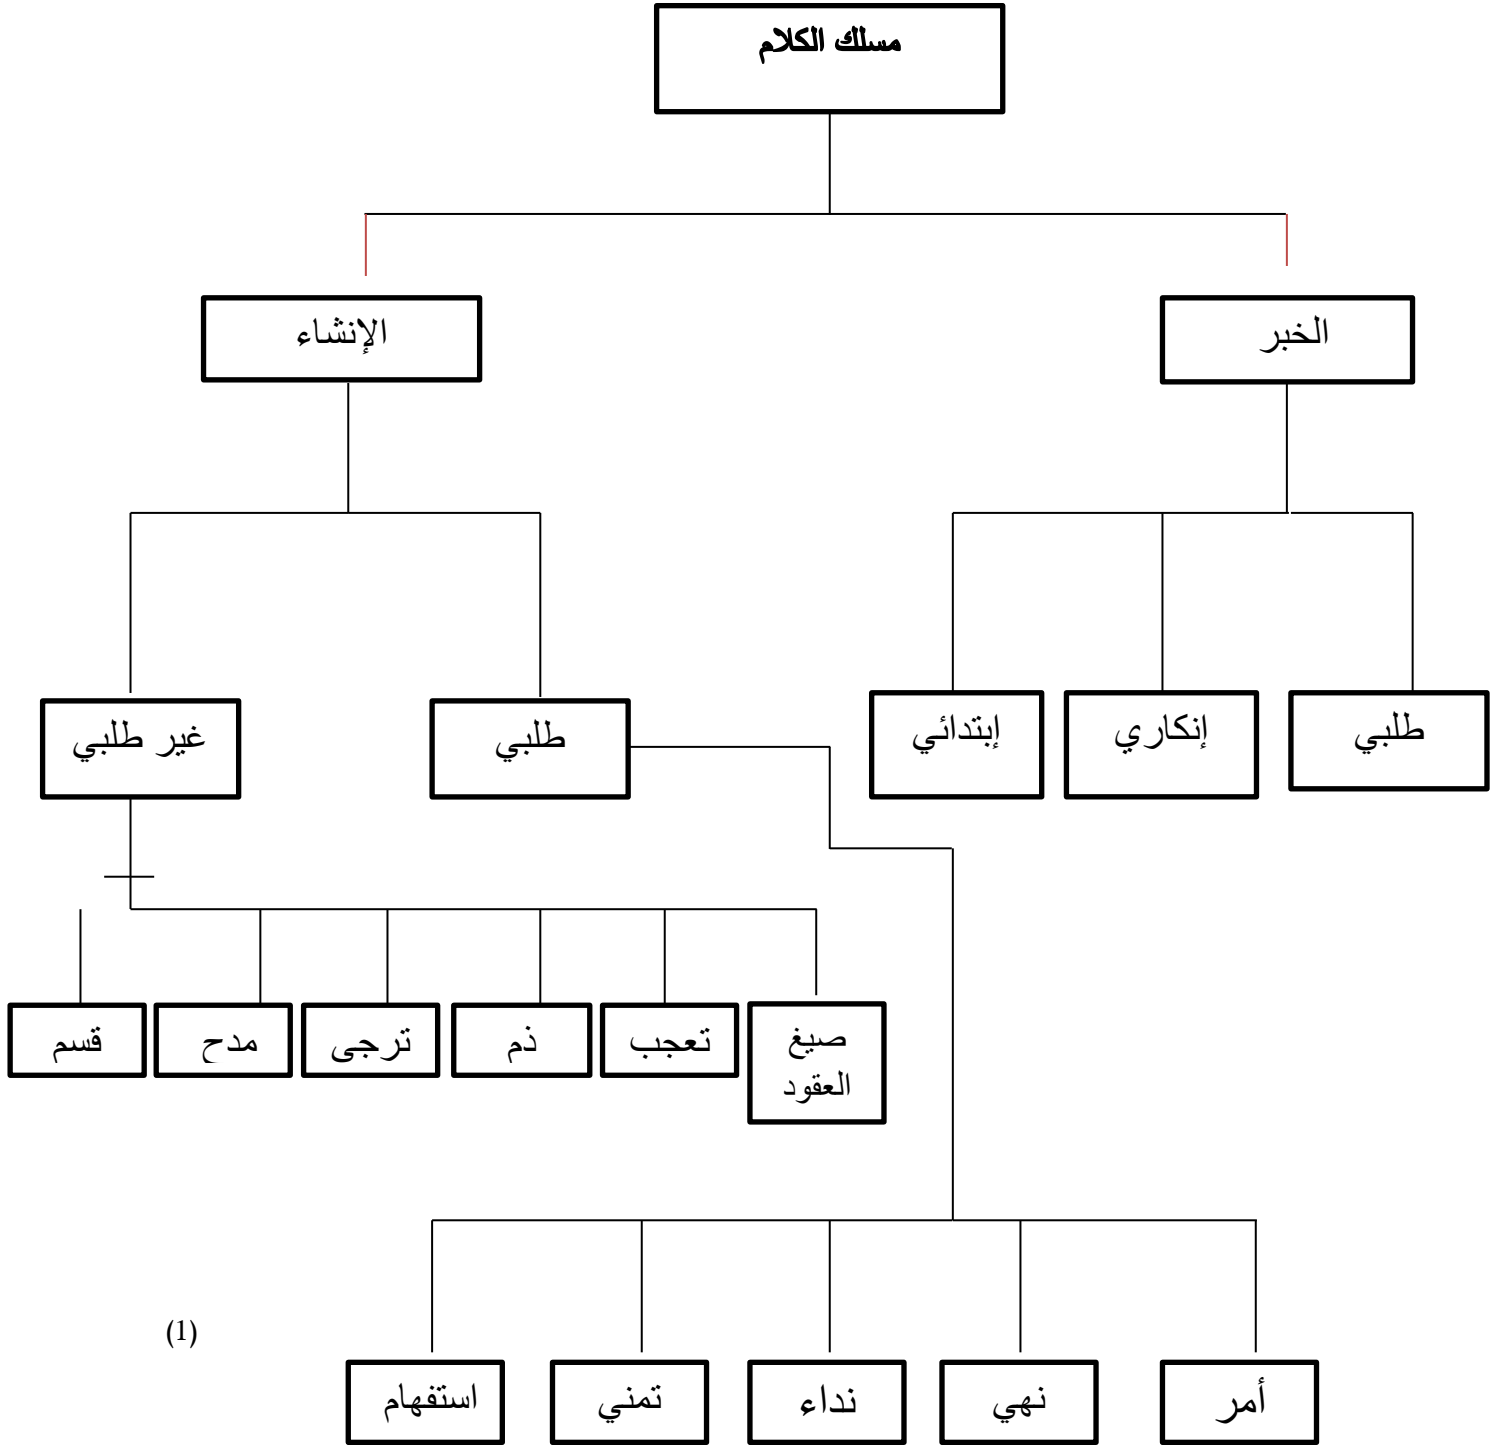 مسلك الكلام
الخبر
الإنشاء
طلبي
إنكاري
إبتدائي
طلبي
غير طلبي
صيغ
العقود
تعجب
ذم
ترجى
مدح
قسم
أمر
نهي
نداء
تمني
استفهام
(1)